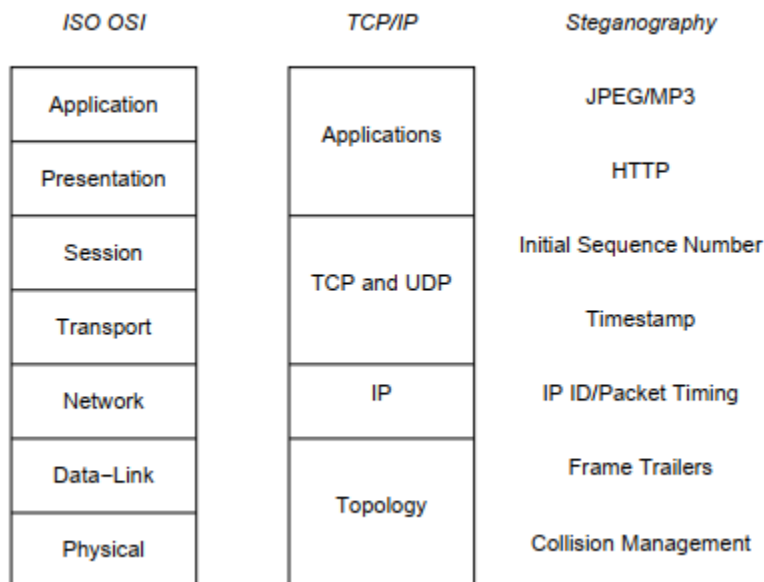 ISO OSI
TCP/IP
Steganography
Application
Presentation
Session
Transport
Network
Data−Link
Physical
Applications
TCP and UDP
IP
Topology
JPEG/MP3
HTTP
Initial Sequence Number
Timestamp
IP ID/Packet Timing
Frame Trailers
Collision Management